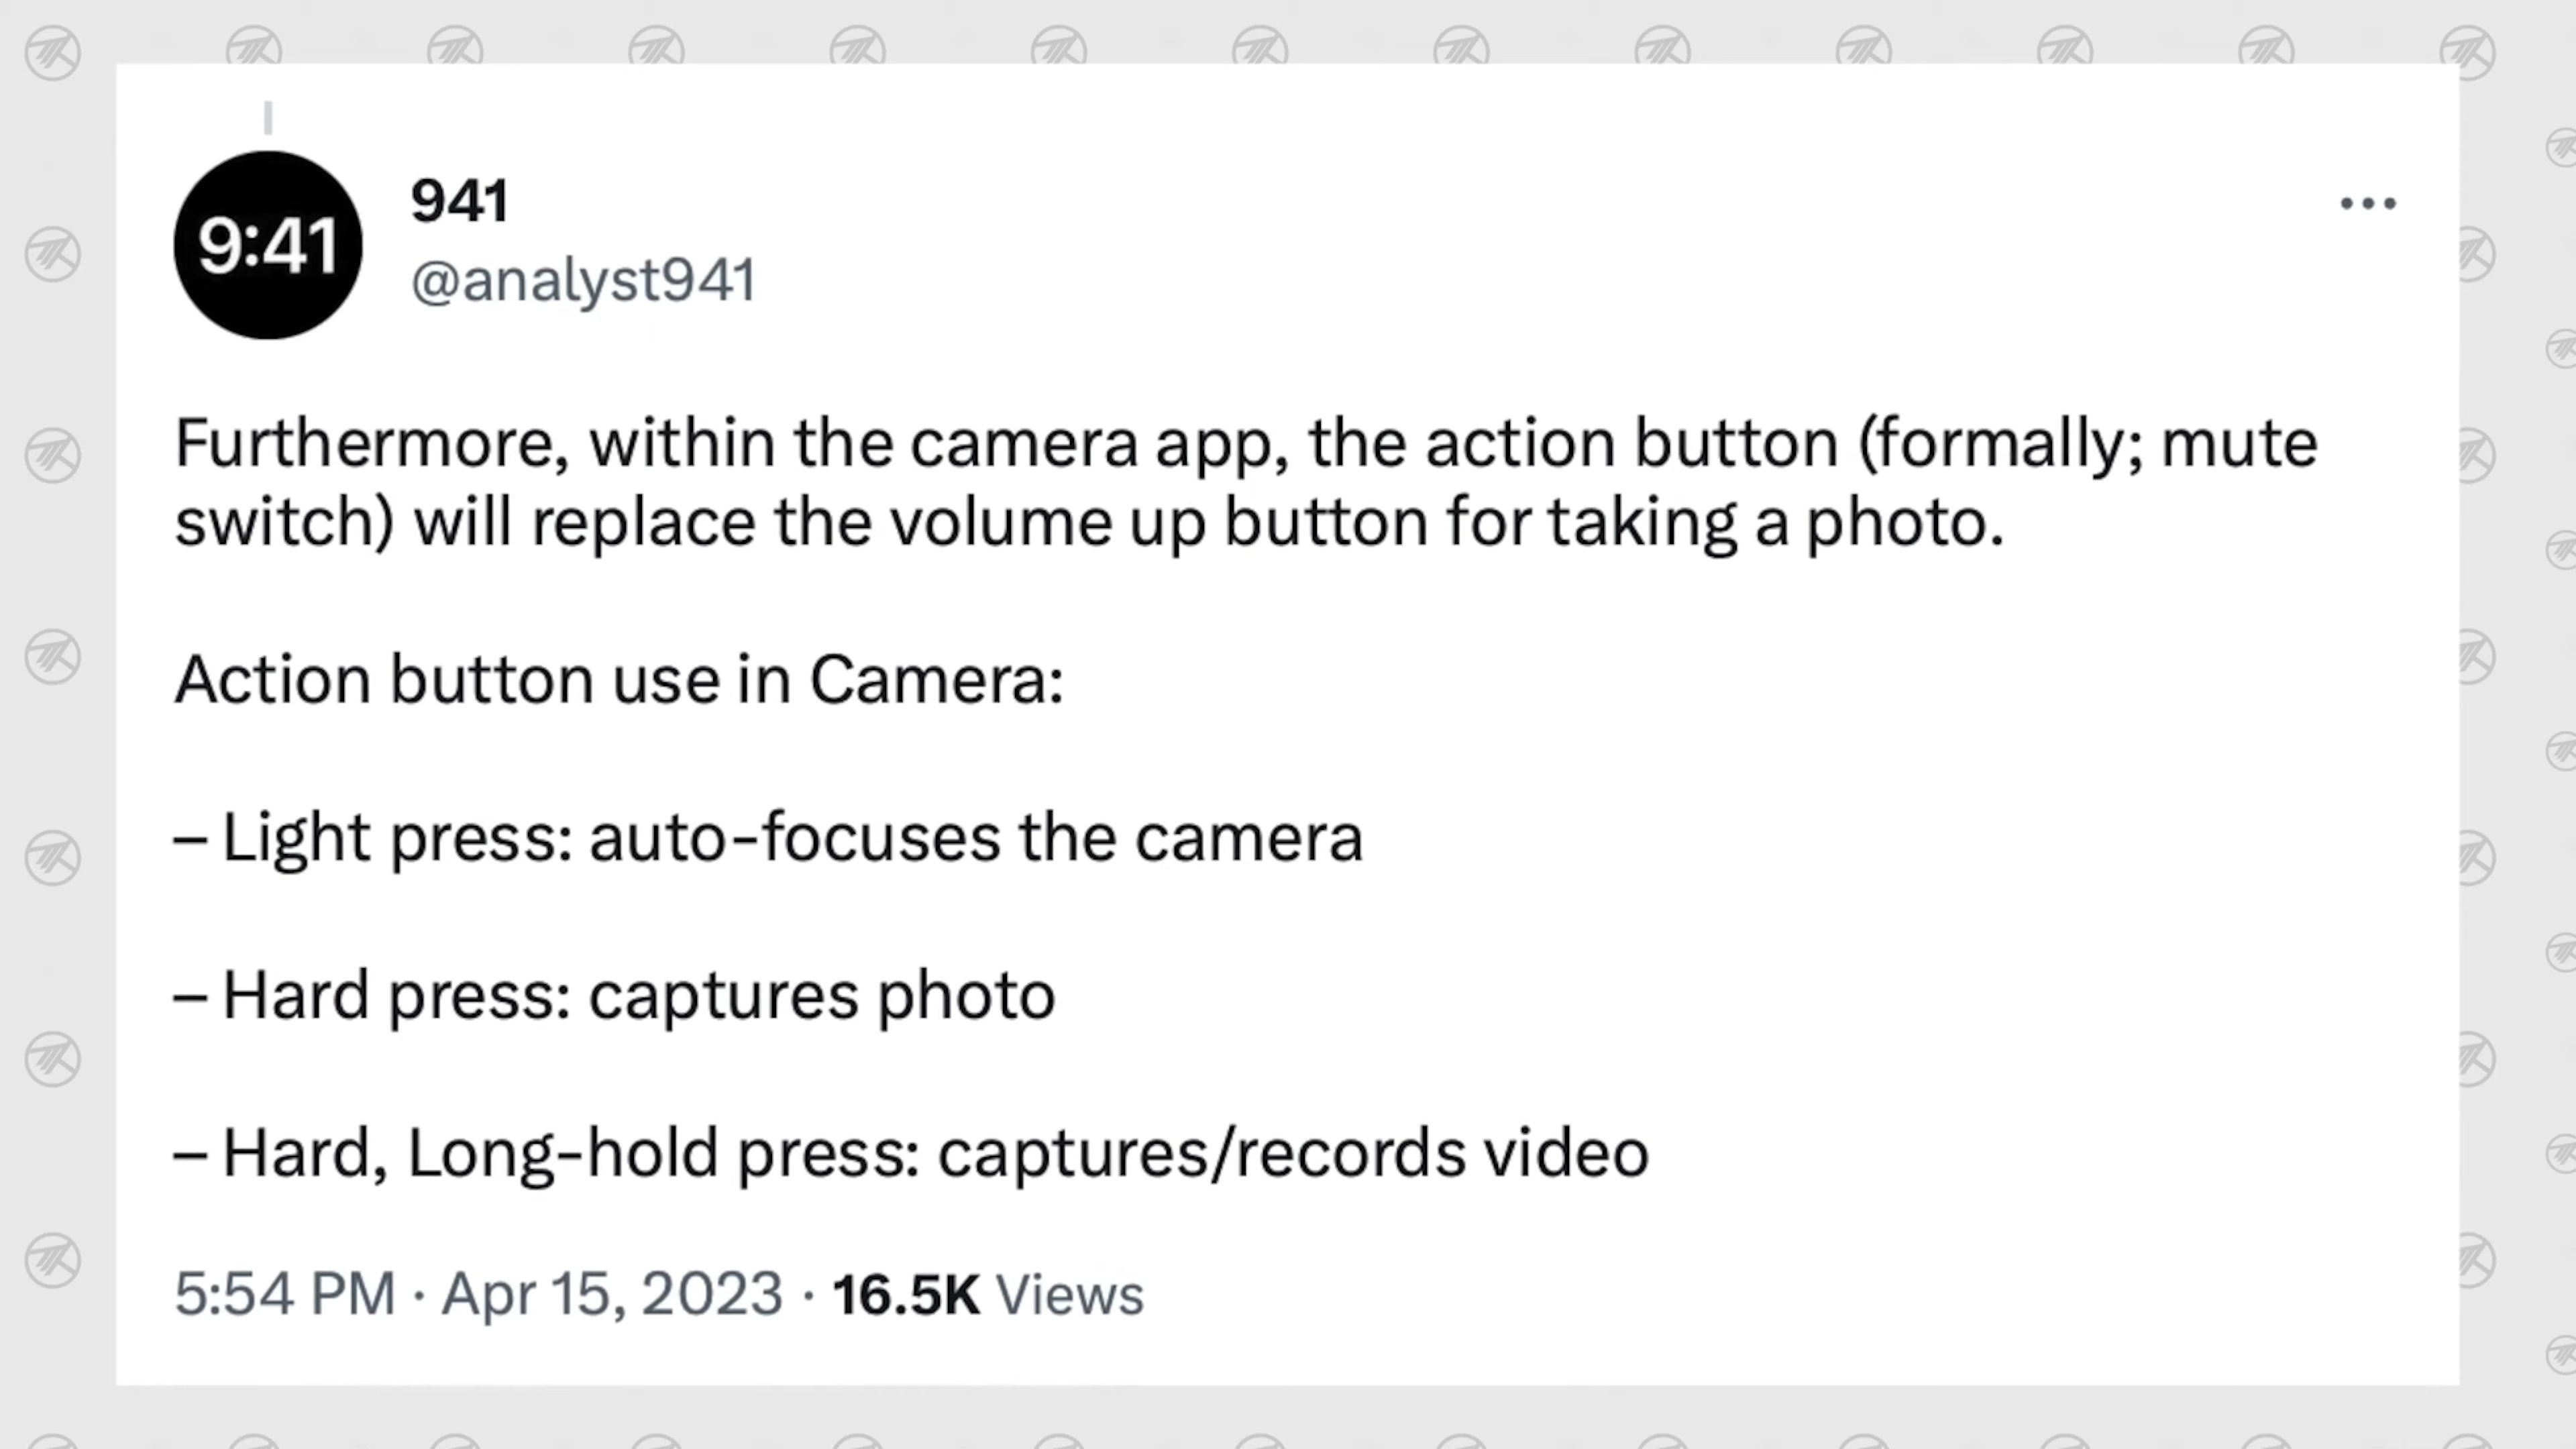 9:41
941
@analyst941
Furthermore, within the camera app, the action button (formally; mute
switch) will replace the volume up button for taking a photo.
Action button use in Camera:
– Light press: auto-focuses the camera
– Hard press: captures photo
– Hard, Long-hold press: captures/records video
5:54 PM · Apr 15, 2023 · 16.5K Views